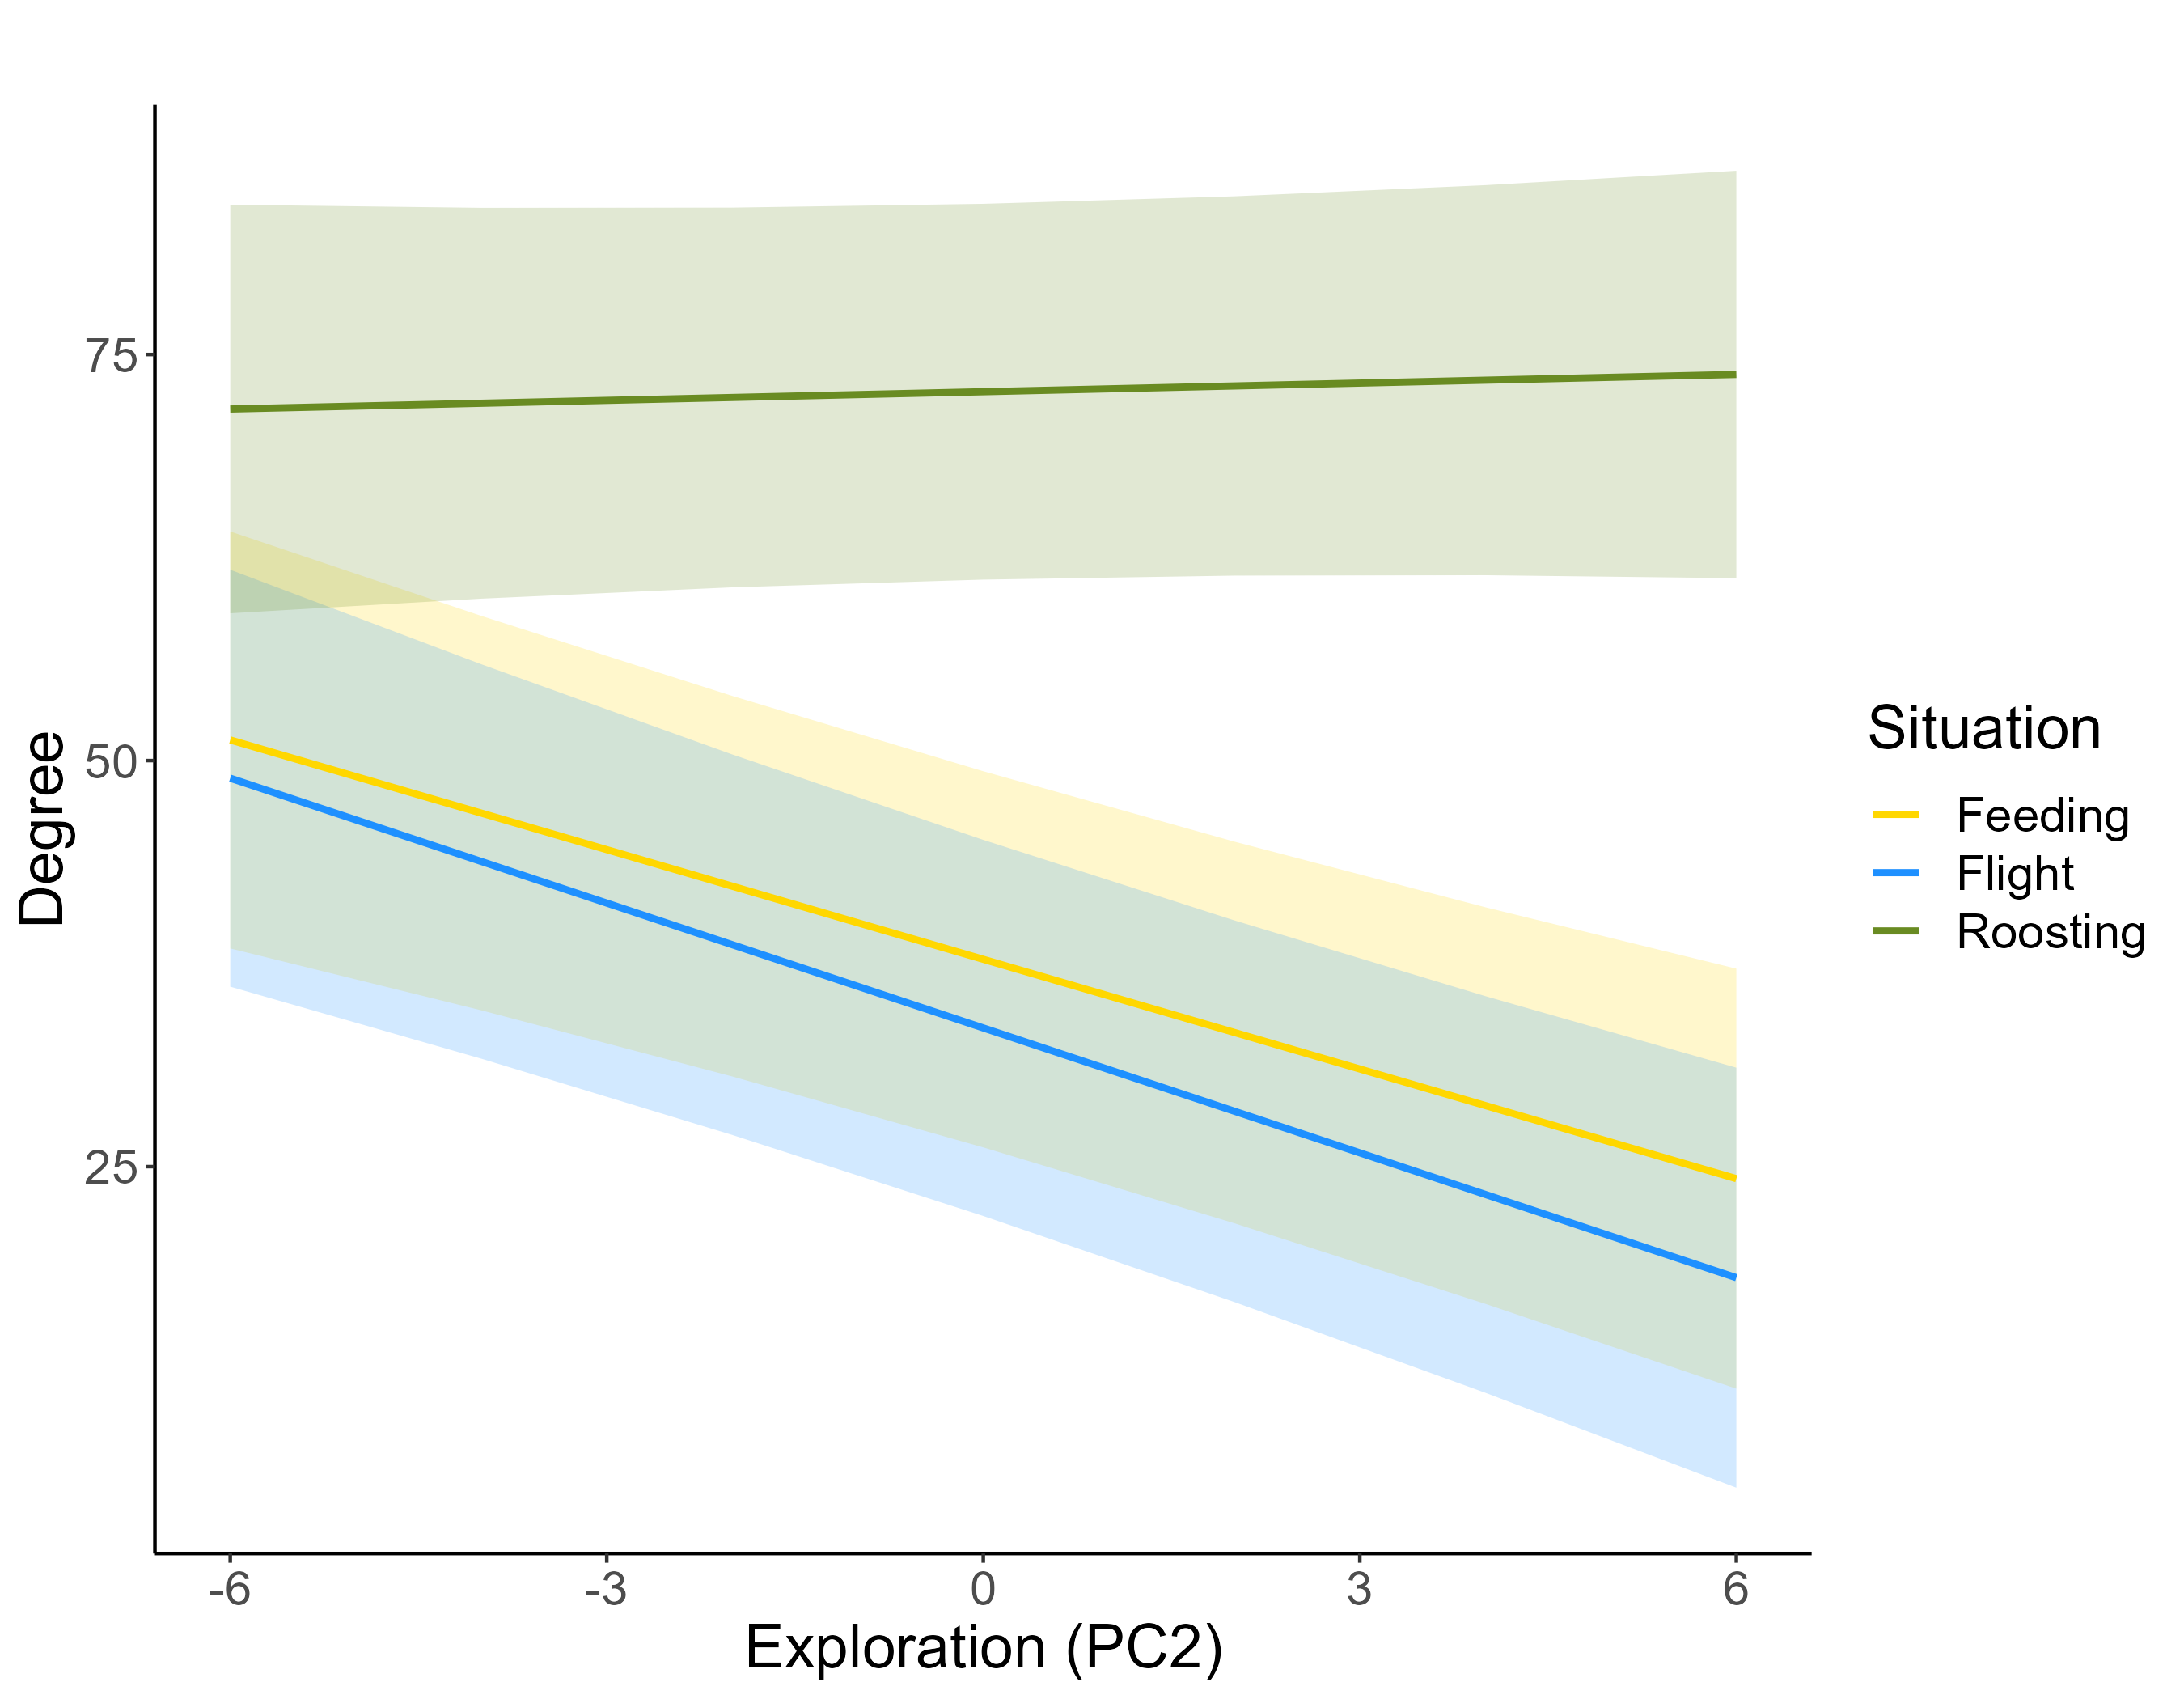 75
50
25
Degree
-6
-3
0
3
6
Exploration (PC2)
Situation
Feeding
Flight
Roosting